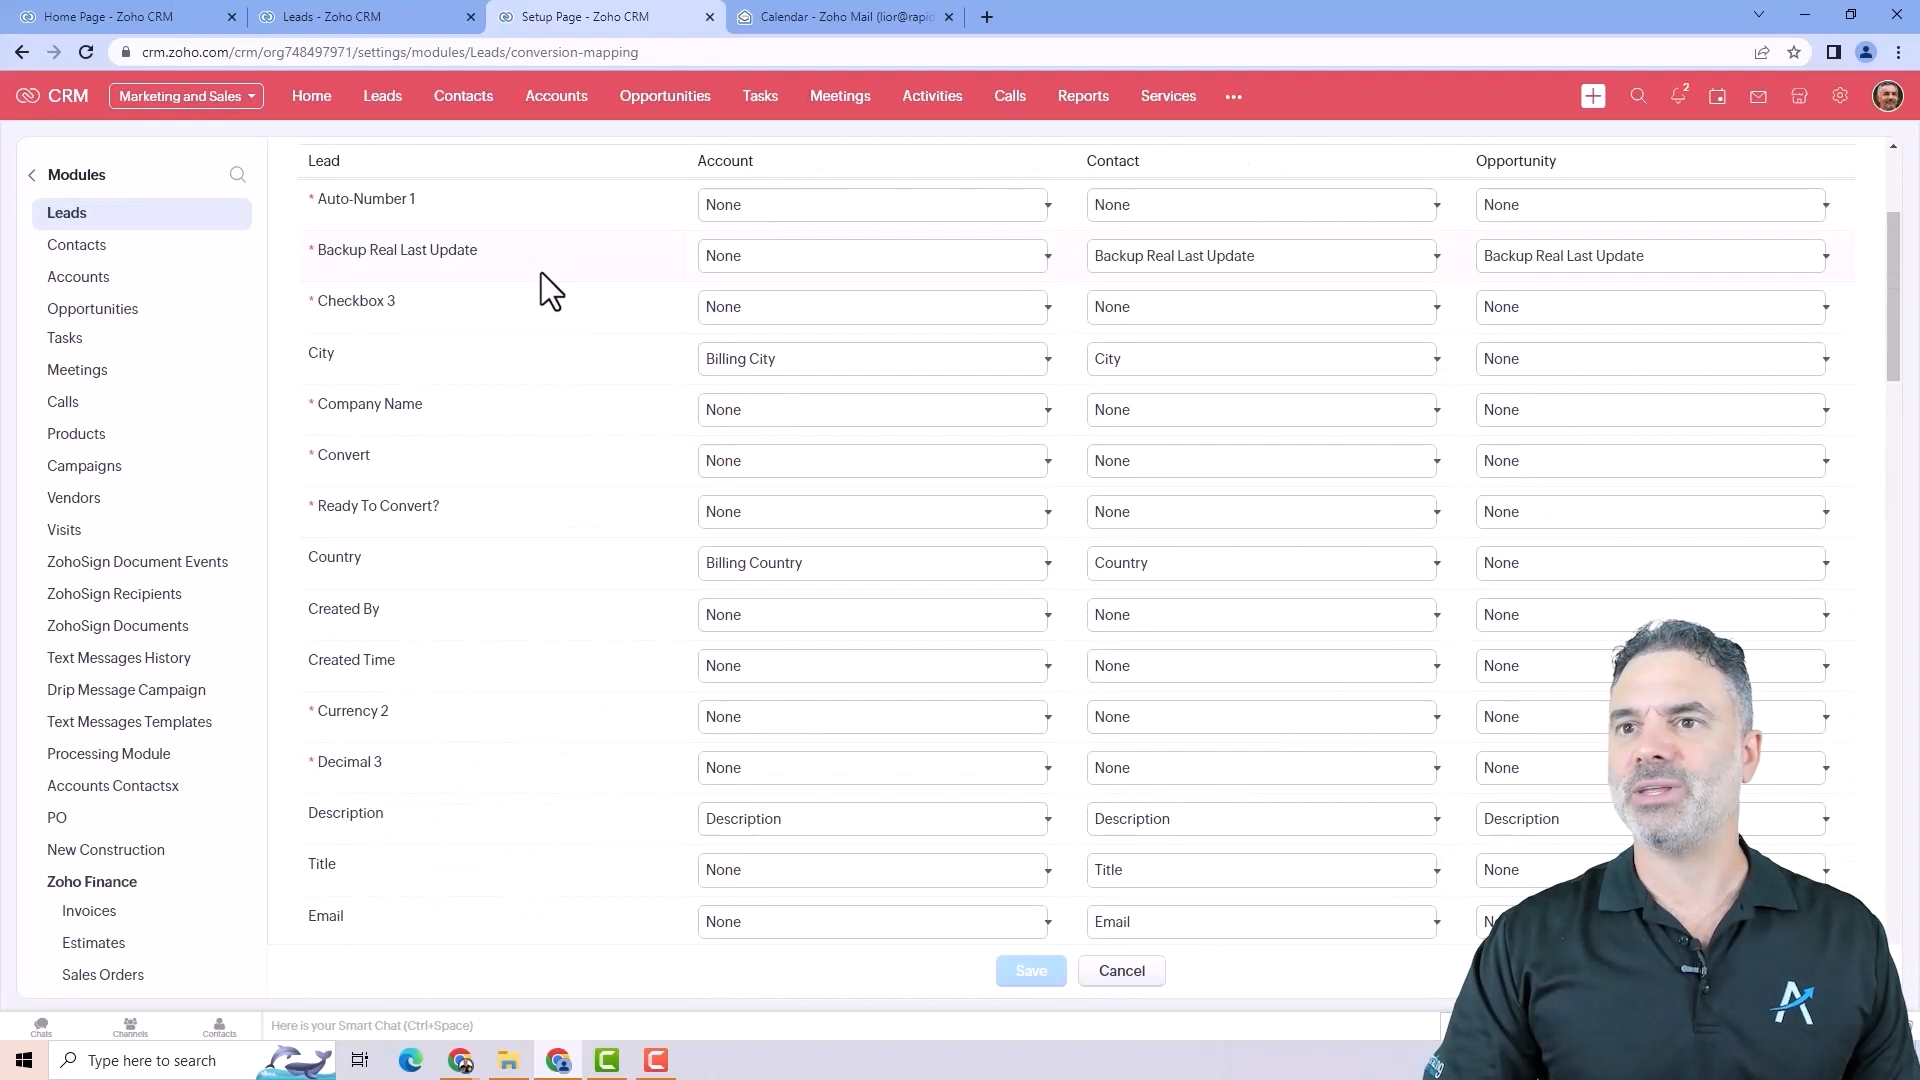 Home Page - Zoho CRM
Leads - Zoho CRM
Setup Page - Zoho CRM
Calendar - Zoho Mail (lior@rapid
crm.zoho.com/crm/org748497971/settings/modules/Leads/conversion-mapping
CRM
Marketing and Sales
Home
Leads
Contacts
Accounts
Opportunities
Tasks
Meetings
Activities
Calls
Reports
Services
2
Modules
Leads
Contacts
Accounts
Opportunities
Tasks
Meetings
Calls
Products
Campaigns
Vendors
Visits
ZohoSign Document Events
ZohoSign Recipients
ZohoSign Documents
Text Messages History
Drip Message Campaign
Text Messages Templates
Processing Module
Accounts Contactsx
PO
New Construction
Zoho Finance
Invoices
Estimates
Sales Orders
Lead Account Contact Opportunity
* Auto-Number 1 None None None
* Backup Real Last Update None Backup Real Last Update Backup Real Last Update
* Checkbox 3 None None None
City Billing City City None
* Company Name None None None
* Convert None None None
* Ready To Convert? None None None
Country Billing Country Country None
Created By None None None
Created Time None None None
* Currency 2 None None None
* Decimal 3 None None None
Description Description Description Description
Title None Title None
Email None Email
Save
Cancel
Chats
Channels
Contacts
Here is your Smart Chat (Ctrl+Space)
Type here to search